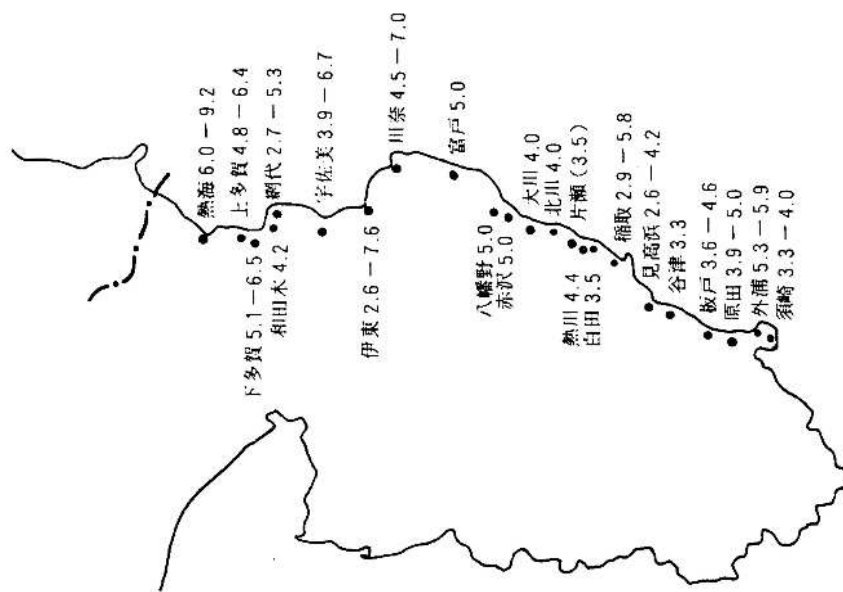 熱海 6.0 － 9.2
上多賀 4.8 － 6.4
下多賀 5.1 － 6.5
網代 2.7 － 5.3
和田木 4.2
宇佐美 3.9 － 6.7
伊東 2.6 － 7.6
川奈 4.5 － 7.0
富戸 5.0
八幡野 5.0
赤沢 5.0
大川 4.0
北川 4.0
片瀬 (3.5)
熱川 4.4
白田 3.5
稲取 2.9 － 5.8
見高浜 2.6 － 4.2
谷津 3.3
板戸 3.6 － 4.6
原田 3.9 － 5.0
外浦 5.3 － 5.9
須崎 3.3 － 4.0